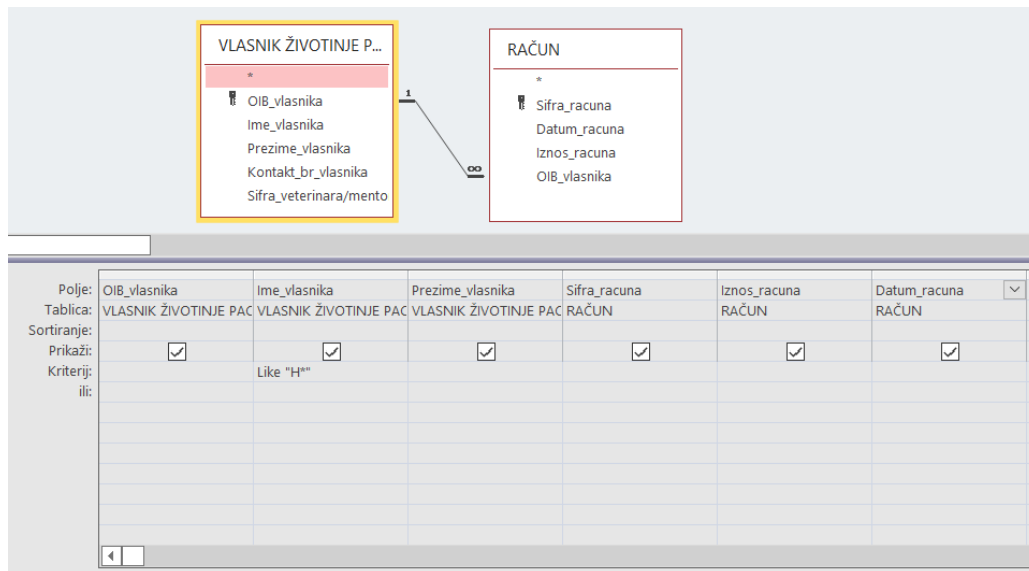 VLASNIK ŽIVOTINJE P...
*
OIB_vlasnika
Ime_vlasnika
Prezime_vlasnika
Kontakt_br_vlasnika
Sifra_veterinara/mento
1
∞
RAČUN
*
Sifra_racuna
Datum_racuna
Iznos_racuna
OIB_vlasnika
Polje: OIB_vlasnika Ime_vlasnika Prezime_vlasnika Sifra_racuna Iznos_racuna Datum_racuna
Tablica: VLASNIK ŽIVOTINJE PAC VLASNIK ŽIVOTINJE PAC VLASNIK ŽIVOTINJE PAC RAČUN RAČUN RAČUN
Sortiranje:
Prikaži:
Kriterij: Like "H*"
ili: